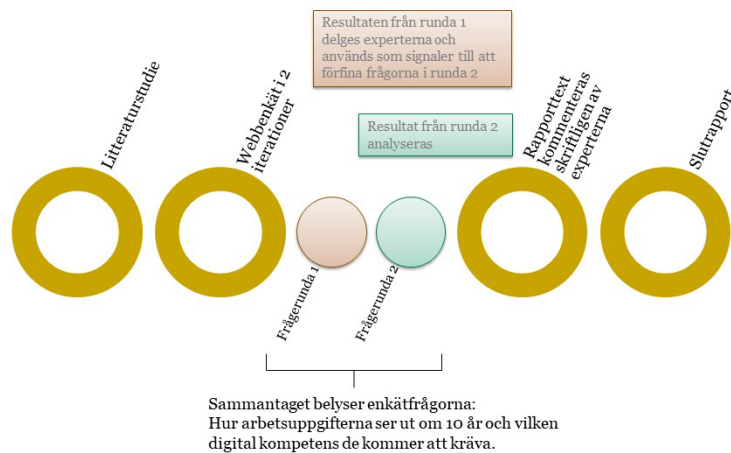 Resultaten från runda 1
delges experterna och
används som signaler till att
förfina frågorna i runda 2
Resultat från runda 2
analyseras
Litteraturstudie
Webbenkät i 2
iterationer
Frågerunda 1
Frågerunda 2
Rapporttext
kommenteras
skriftligen av
experterna
Slutrapport
Sammantaget belyser enkätfrågorna:
Hur arbetsuppgifterna ser ut om 10 år och vilken
digital kompetens de kommer att kräva.